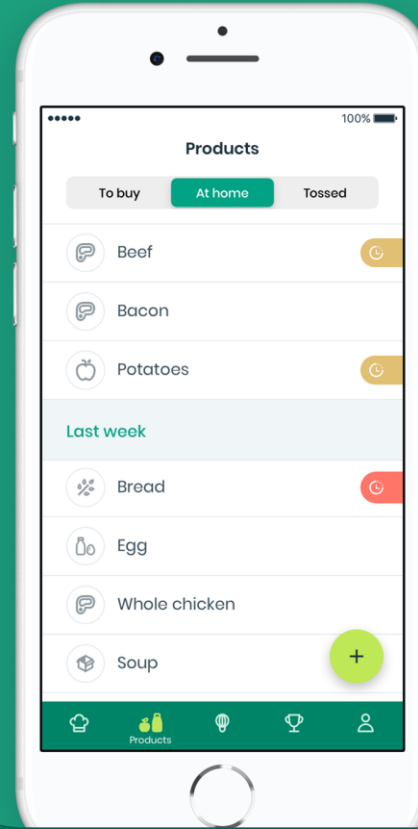 100%
Products
To buy At home Tossed
Beef
Bacon
Potatoes
Last week
Bread
Egg
Whole chicken
Soup
+
Products